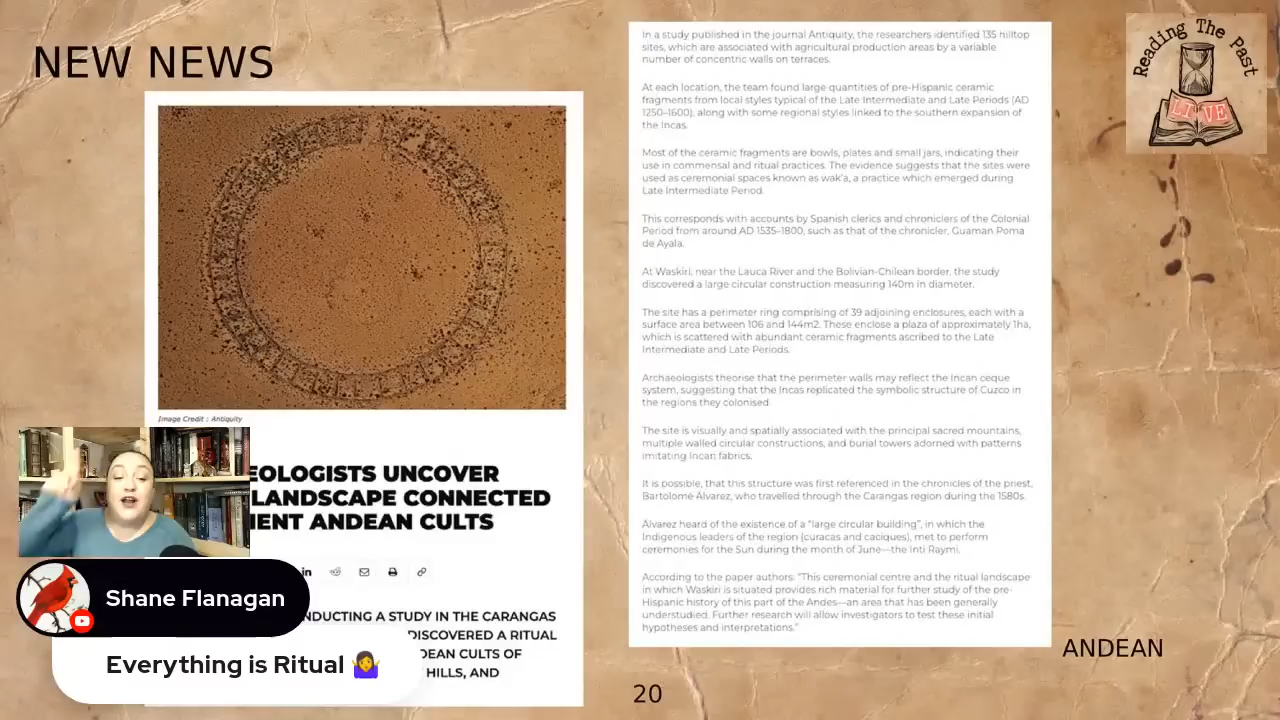 NEW NEWS
Reading The Past
LIVE
Image Credit : Antiquity
EOLOGISTS UNCOVER
LANDSCAPE CONNECTED
IENT ANDEAN CULTS
in
NDUCTING A STUDY IN THE CARANGAS
DISCOVERED A RITUAL
DEAN CULTS OF
HILLS, AND
Shane Flanagan
Everything is Ritual 🤷‍♀️
In a study published in the journal Antiquity, the researchers identified 135 hilltop
sites, which are associated with agricultural production areas by a variable
number of concentric walls on terraces.
At each location, the team found large quantities of pre-Hispanic ceramic
fragments from local styles typical of the Late Intermediate and Late Periods (AD
1250–1600), along with some regional styles linked to the southern expansion of
the Incas.
Most of the ceramic fragments are bowls, plates and small jars, indicating their
use in commensal and ritual practices. The evidence suggests that the sites were
used as ceremonial spaces known as wak'a, a practice which emerged during
Late Intermediate Period.
This corresponds with accounts by Spanish clerics and chroniclers of the Colonial
Period from around AD 1535–1800, such as that of the chronicler, Guaman Poma
de Ayala.
At Waskiri, near the Lauca River and the Bolivian-Chilean border, the study
discovered a large circular construction measuring 140m in diameter.
The site has a perimeter ring comprising of 39 adjoining enclosures, each with a
surface area between 106 and 144m2. These enclose a plaza of approximately 1ha,
which is scattered with abundant ceramic fragments ascribed to the Late
Intermediate and Late Periods.
Archaeologists theorise that the perimeter walls may reflect the Incan ceque
system, suggesting that the Incas replicated the symbolic structure of Cuzco in
the regions they colonised.
The site is visually and spatially associated with the principal sacred mountains,
multiple walled circular constructions, and burial towers adorned with patterns
imitating Incan fabrics.
It is possible, that this structure was first referenced in the chronicles of the priest,
Bartolomé Álvarez, who travelled through the Carangas region during the 1580s.
Álvarez heard of the existence of a "large circular building", in which the
Indigenous leaders of the region (curacas and caciques), met to perform
ceremonies for the Sun during the month of June—the Inti Raymi.
According to the paper authors: "This ceremonial centre and the ritual landscape
in which Waskiri is situated provides rich material for further study of the pre-
Hispanic history of this part of the Andes—an area that has been generally
understudied. Further research will allow investigators to test these initial
hypotheses and interpretations."
ANDEAN
20